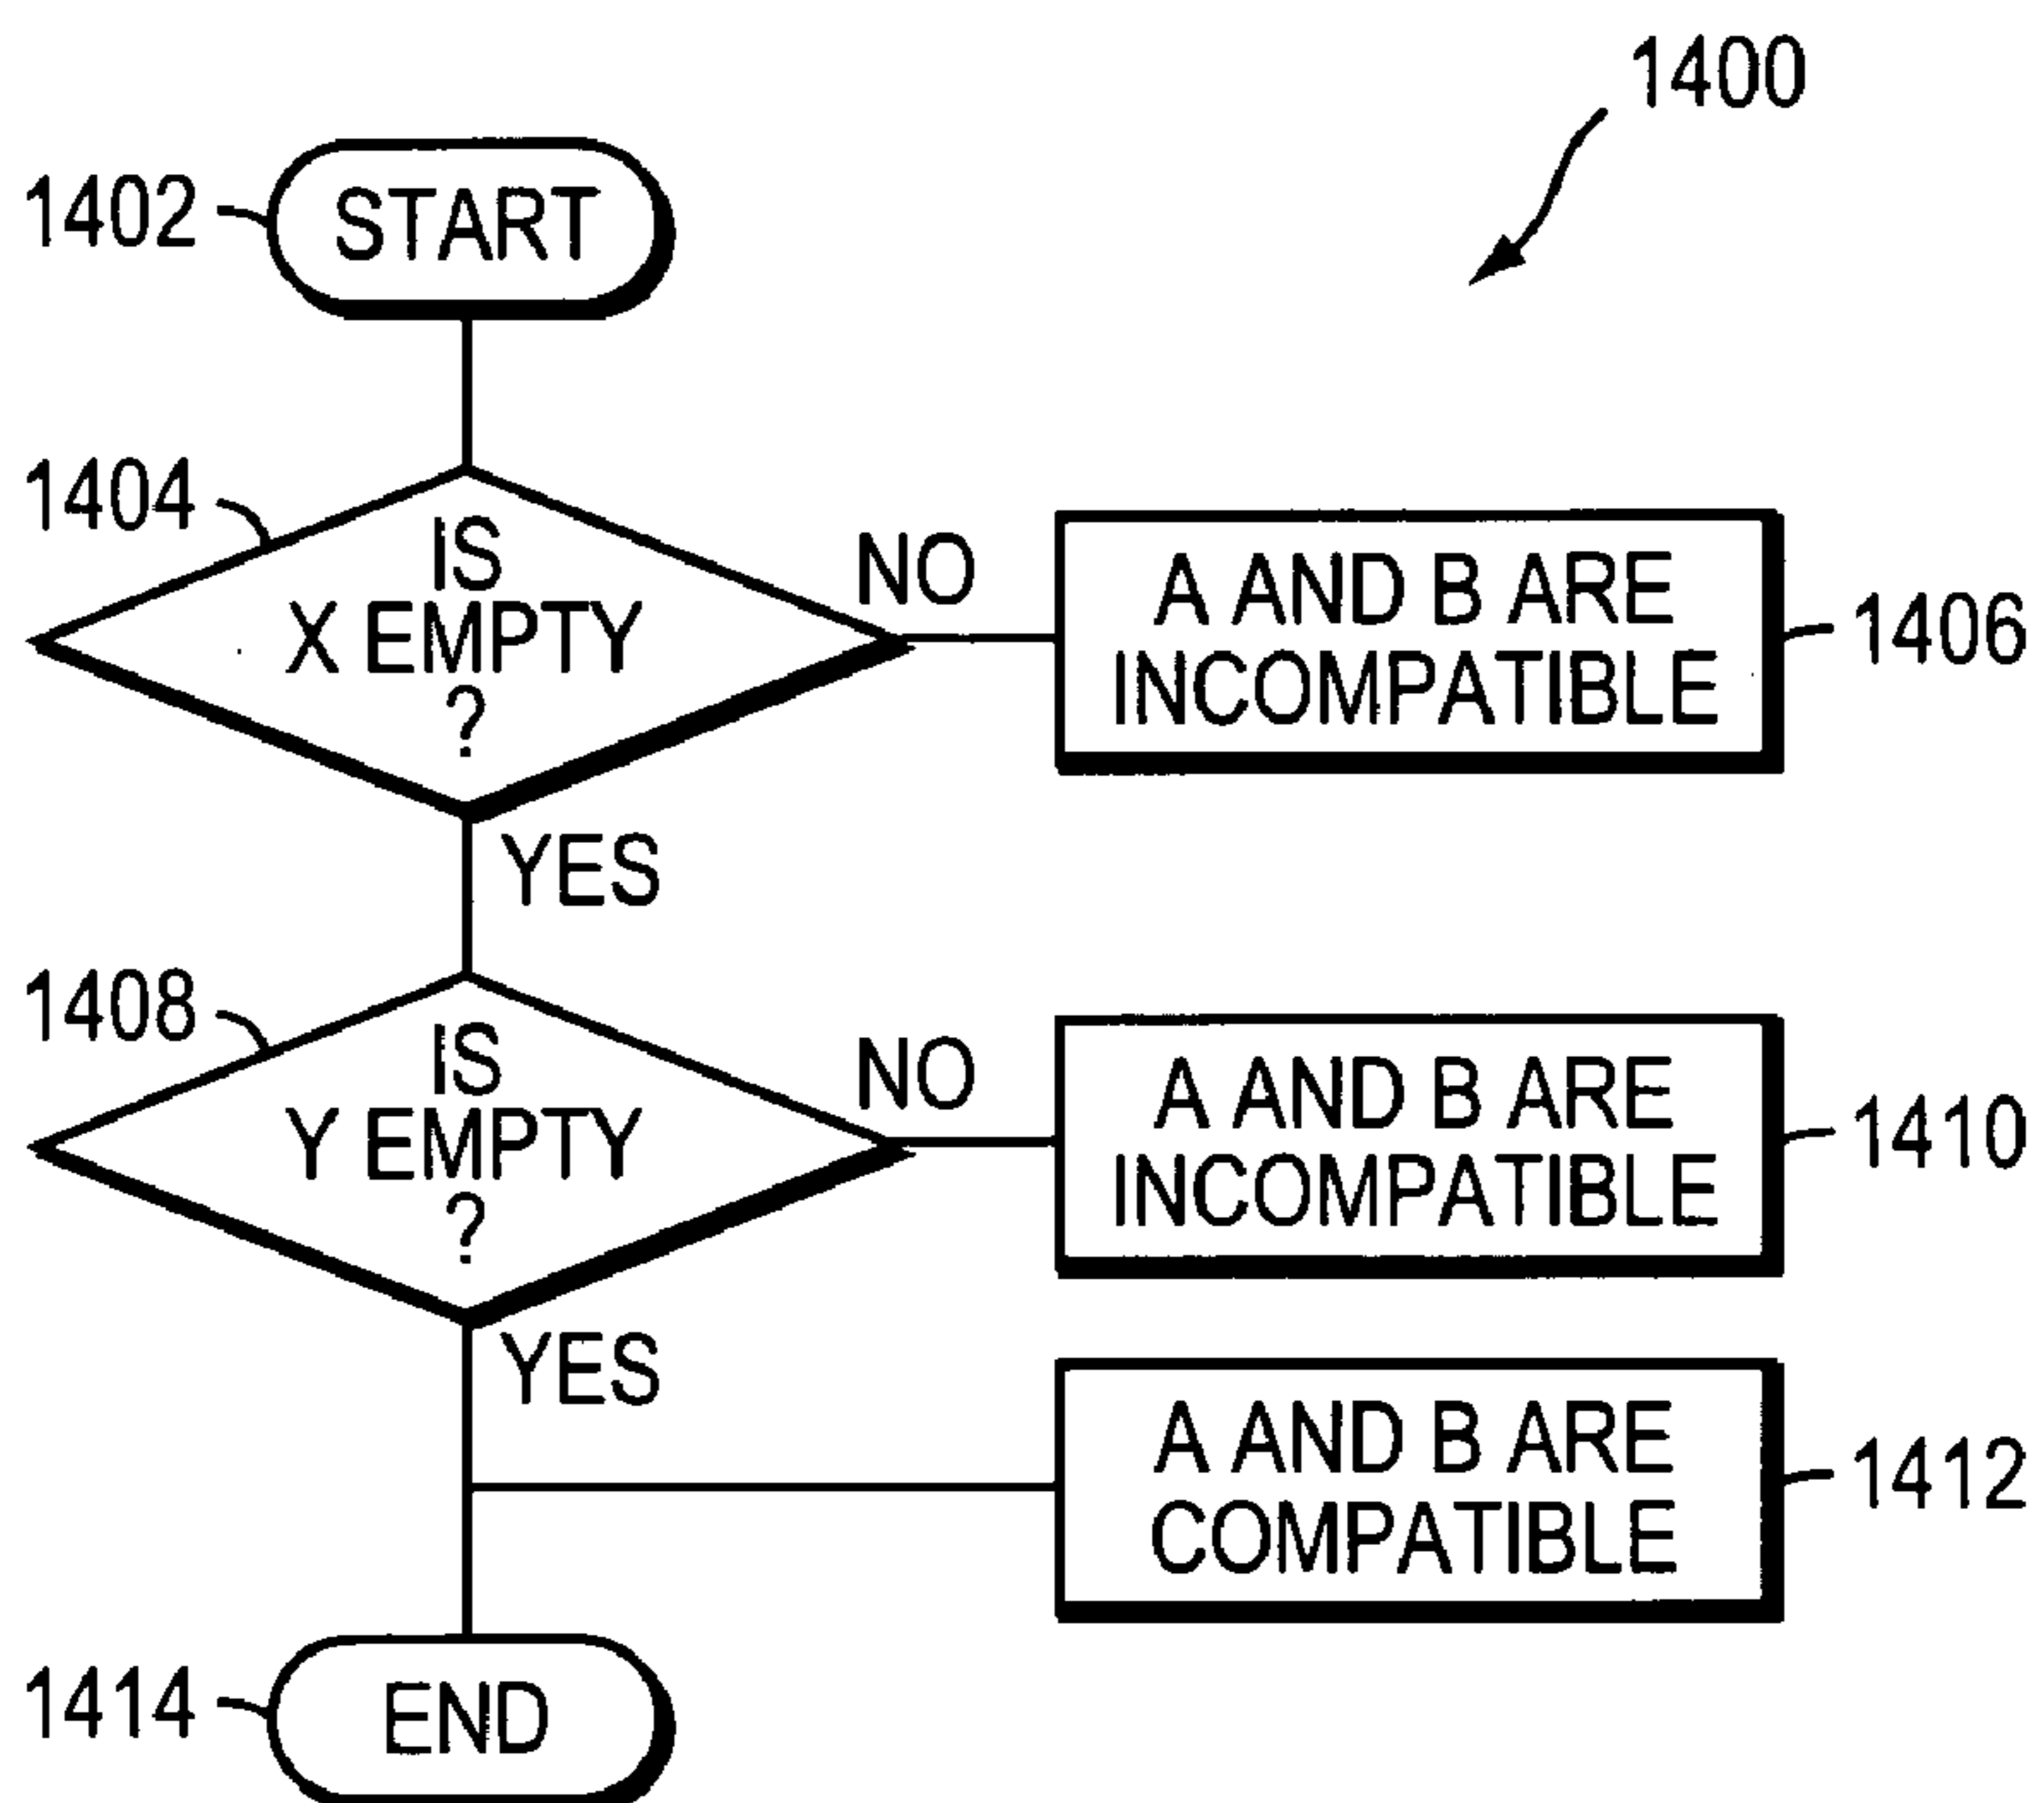 1400
1402
START
1404
IS
X EMPTY
?
NO
A AND B ARE
INCOMPATIBLE
1406
YES
1408
IS
Y EMPTY
?
NO
A AND B ARE
INCOMPATIBLE
1410
YES
A AND B ARE
COMPATIBLE
1412
1414
END